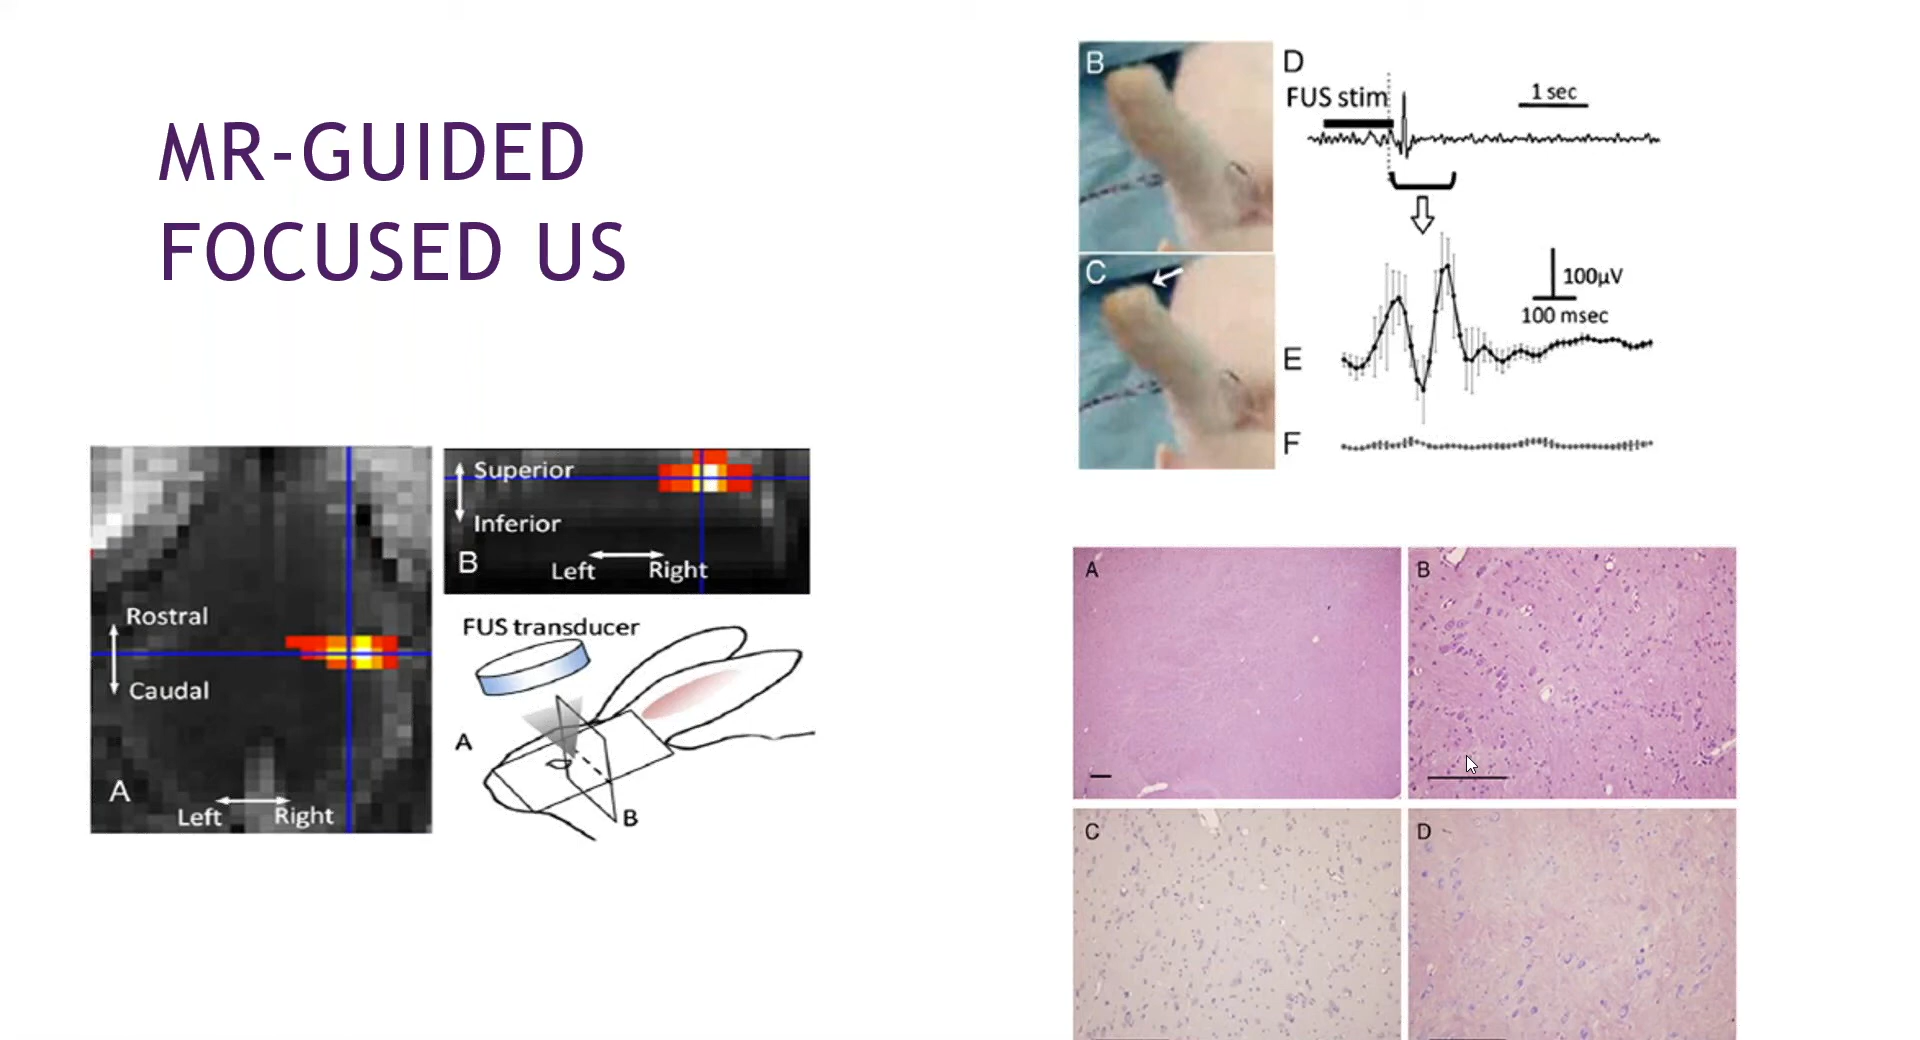 MR-GUIDED
FOCUSED US
Rostral
Caudal
A
Left
Right
Superior
Inferior
B
Left
Right
FUS transducer
A
B
B
C
D
FUS stim
1 sec
100µV
100 msec
E
F
A
B
C
D